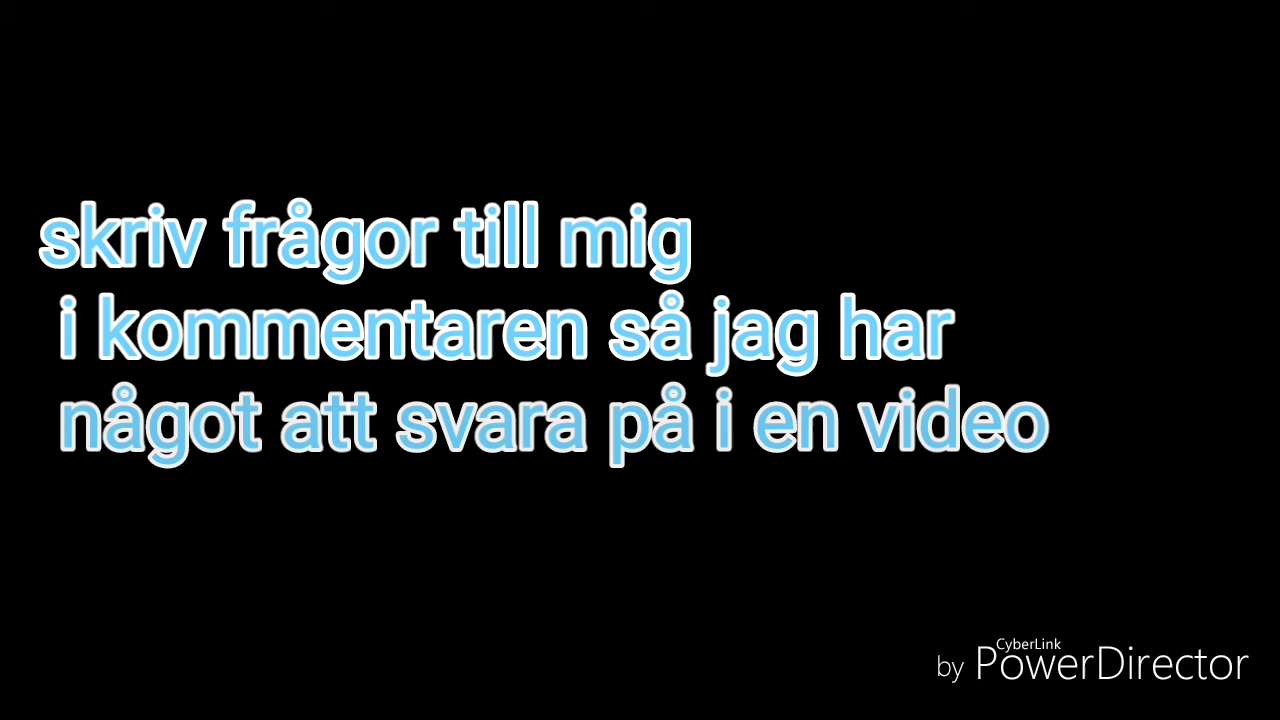 skriv frågor till mig
i kommentaren så jag har
något att svara på i en video
CyberLink
by PowerDirector